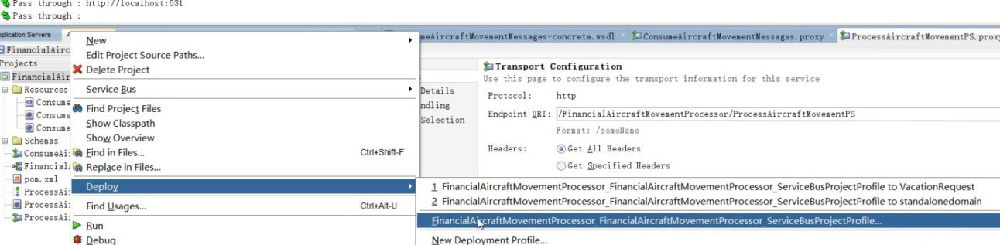 Pass through : http://localhost:631
Pass through :
plication Servers
meAircraftMovementMessages-concrete.wsdl
ConsumeAircraftMovementMessages.proxy
ProcessAircraftMovementPS.proxy
FinancialAirc
Projects
FinancialAir
Resources
Consume
Consume
Consume
Schemas
ConsumeAi
Financial
pom.xml
ProcessAi
ProcessAi
ProcessAi
New
Edit Project Source Paths...
Delete Project
Service Bus
Find Project Files
Show Classpath
Show Overview
Find in Files... Ctrl+Shift-F
Replace in Files...
Deploy
Find Usages... Ctrl+Alt-U
Run
Debug
Details
ndling
Selection
Transport Configuration
Use this page to configure the transport information for this service
Protocol: http
Endpoint URI: /FinancialAircraftMovementProcessor/ProcessAircraftMovementPS
Format: /someName
Headers: Get All Headers
Get Specified Headers
1 FinancialAircraftMovementProcessor_FinancialAircraftMovementProcessor_ServiceBusProjectProfile to VacationRequest
2 FinancialAircraftMovementProcessor_FinancialAircraftMovementProcessor_ServiceBusProjectProfile to standalonedomain
FinancialAircraftMovementProcessor_FinancialAircraftMovementProcessor_ServiceBusProjectProfile...
New Deployment Profile...